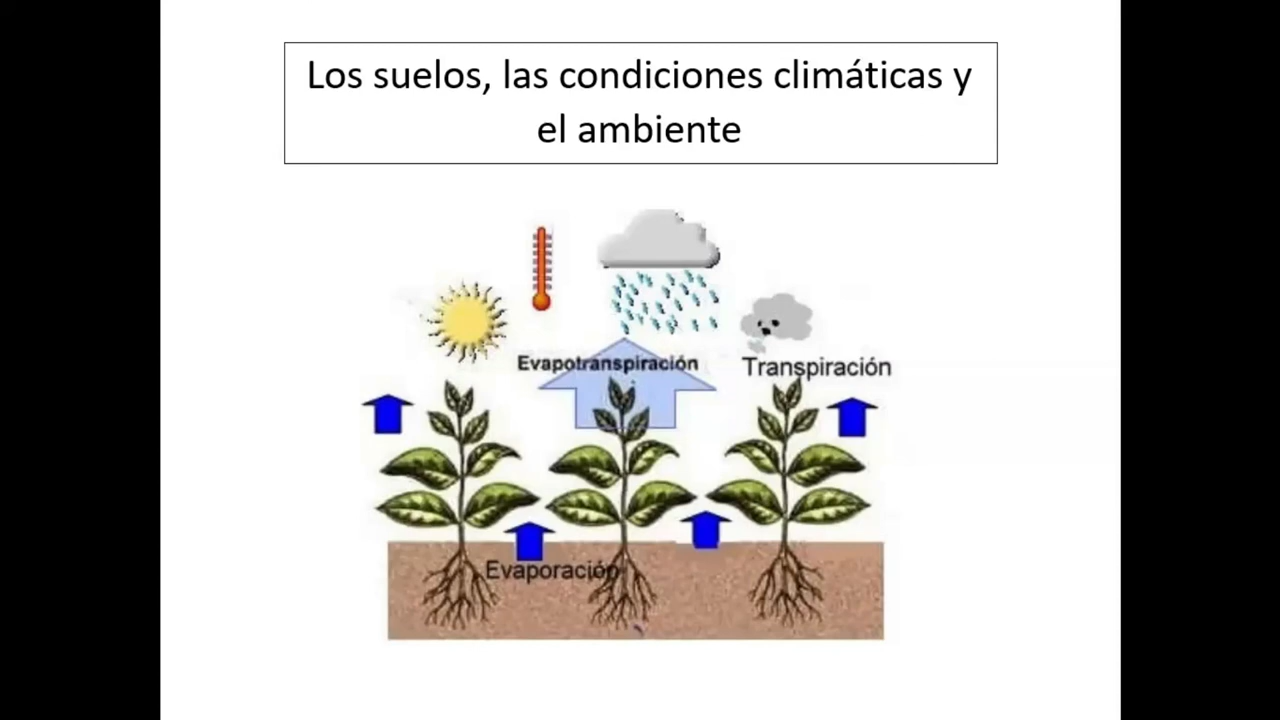 Los suelos, las condiciones climáticas y
el ambiente
Evapotranspiración
Transpiración
Evaporación